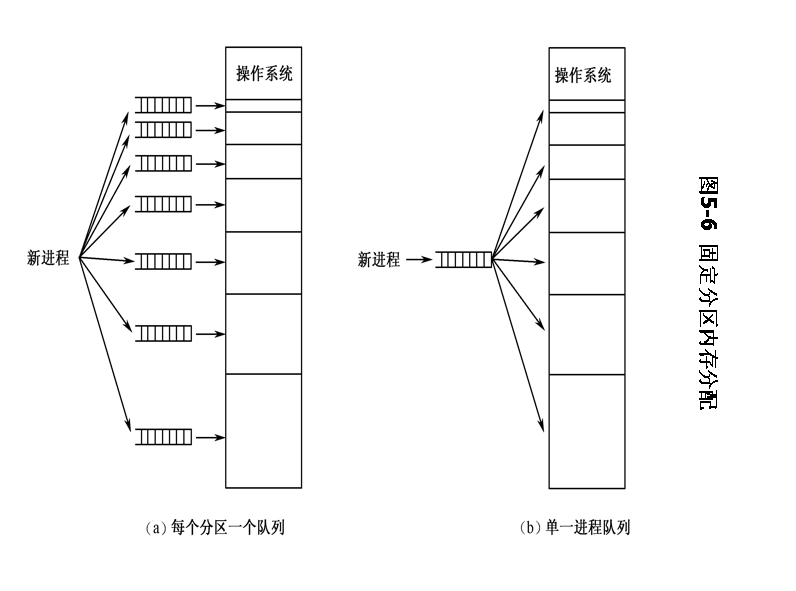 操作系统
操作系统
新进程
新进程
图5-6 固定分区内存分配
(a) 每个分区一个队列
(b) 单一进程队列